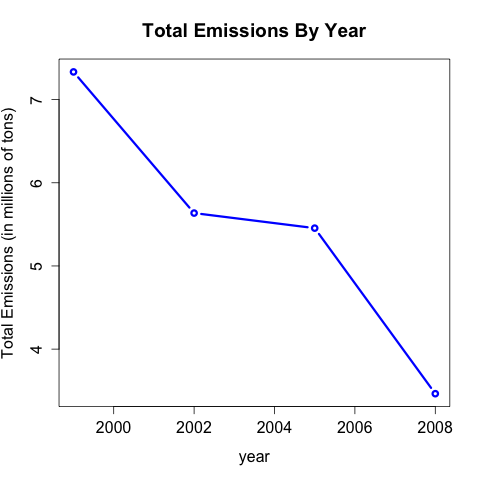 Total Emissions By Year
Total Emissions (in millions of tons)
7
6
5
4
2000 2002 2004 2006 2008
year